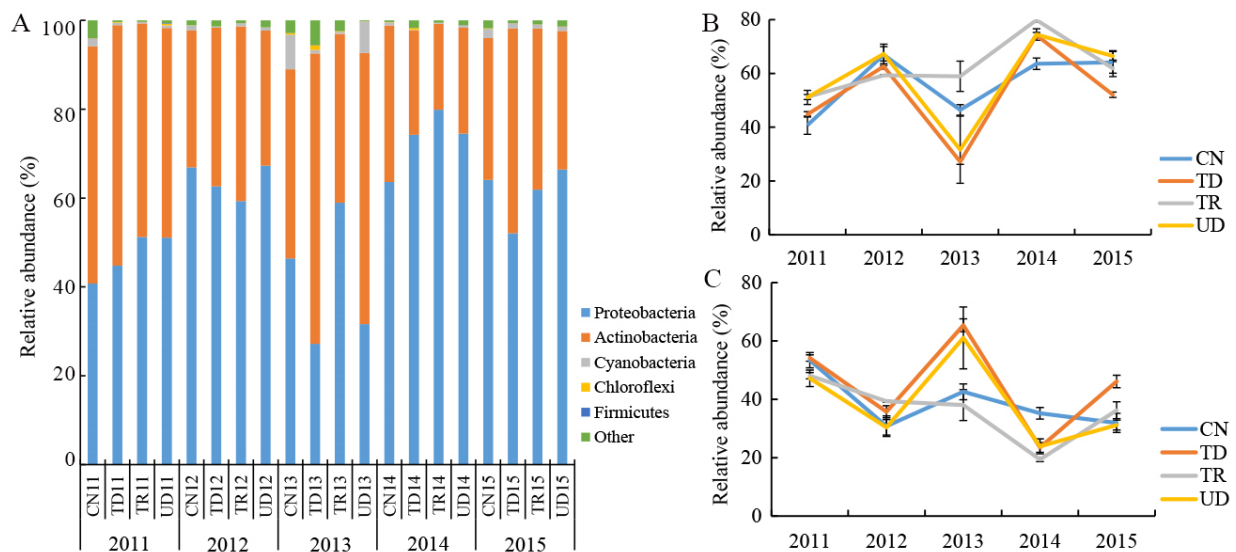 A
Relative abundance (%)
100
80
60
40
20
0
CN11
TD11
TR11
UD11
CN12
TD12
TR12
UD12
CN13
TD13
TR13
UD13
CN14
TD14
TR14
UD14
CN15
TD15
TR15
UD15
2011 2012 2013 2014 2015
Proteobacteria
Actinobacteria
Cyanobacteria
Chloroflexi
Firmicutes
Other
B
Relative abundance (%)
80
60
40
20
0
2011 2012 2013 2014 2015
CN
TD
TR
UD
C
Relative abundance (%)
80
60
40
20
0
2011 2012 2013 2014 2015
CN
TD
TR
UD